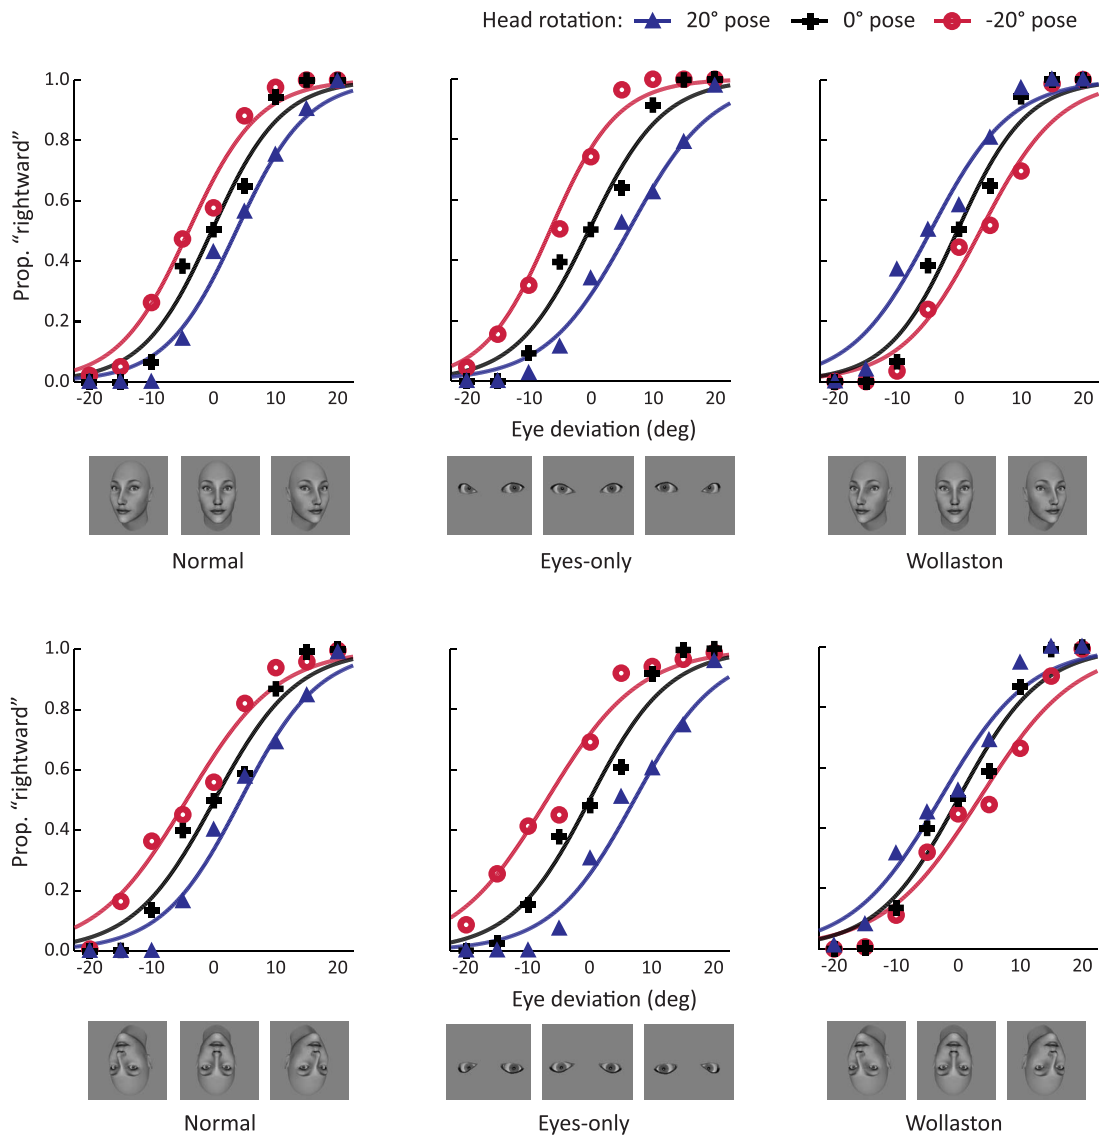 Head rotation: 20° pose 0° pose -20° pose
Prop. “rightward”
1.0
0.8
0.6
0.4
0.2
0.0
-20 -10 0 10 20
-20 -10 0 10 20
-20 -10 0 10 20
Eye deviation (deg)
Normal Eyes-only Wollaston
Prop. “rightward”
1.0
0.8
0.6
0.4
0.2
0.0
-20 -10 0 10 20
-20 -10 0 10 20
-20 -10 0 10 20
Eye deviation (deg)
Normal Eyes-only Wollaston